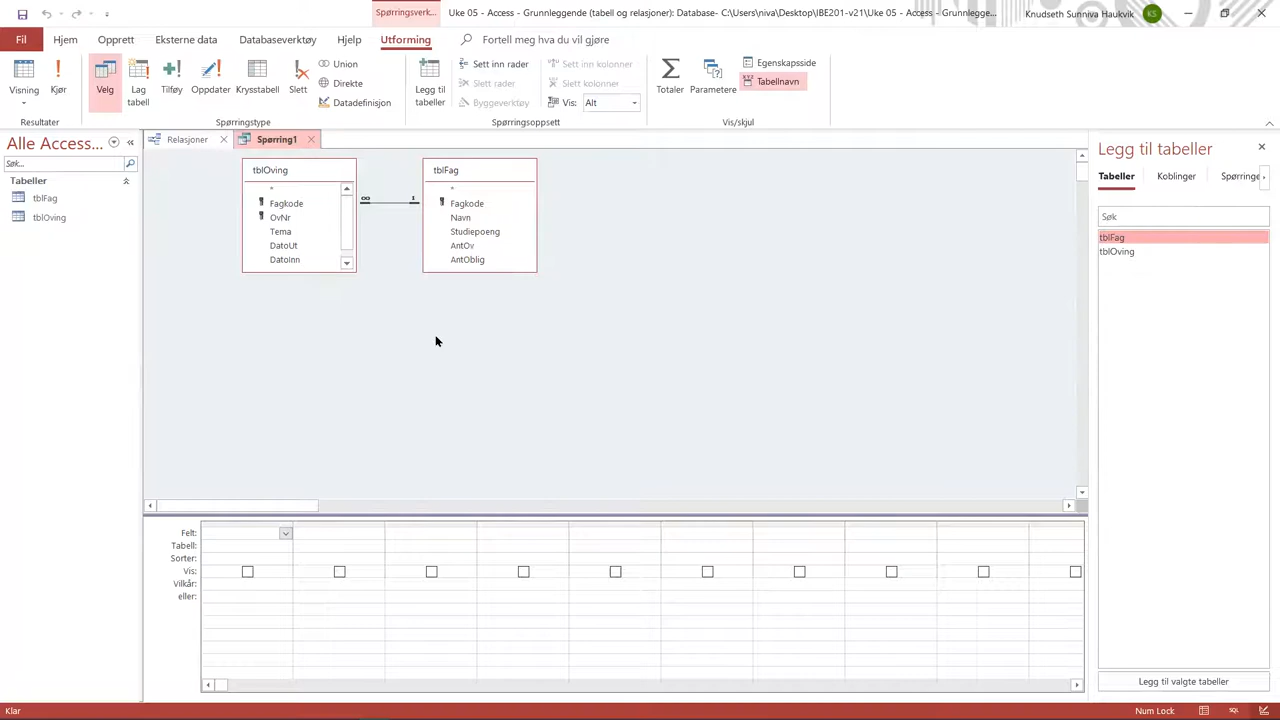 Spørringsverk...
Uke 05 - Access - Grunnleggende (tabell og relasjoner): Database- C:\Users\niva\Desktop\IBE201-v21\Uke 05 - Access - Grunnlegge...
Knudseth Sunniva Haukvik
KS
Fil
Hjem
Opprett
Eksterne data
Databaseverktøy
Hjelp
Utforming
Fortell meg hva du vil gjøre
Visning
Kjør
Resultater
Velg
Lag tabell
Tilføy
Oppdater
Krysstabell
Slett
Union
Direkte
Datadefinisjon
Spørringstype
Legg til tabeller
Sett inn rader
Slett rader
Byggeverktøy
Sett inn kolonner
Slett kolonner
Vis:
Alt
Spørringsoppsett
Totaler
Parametere
Egenskapsside
Tabellnavn
Vis/skjul
Alle Access...
Søk...
Tabeller
tblFag
tblOving
Relasjoner
Spørring1
tblOving
*
Fagkode
OvNr
Tema
DatoUt
DatoInn
∞
1
tblFag
*
Fagkode
Navn
Studiepoeng
AntOv
AntOblig
Felt:
Tabell:
Sorter:
Vis:
Vilkår:
eller:
Legg til tabeller
Tabeller
Koblinger
Spørringe
Søk
tblFag
tblOving
Legg til valgte tabeller
Klar
Num Lock
SQL